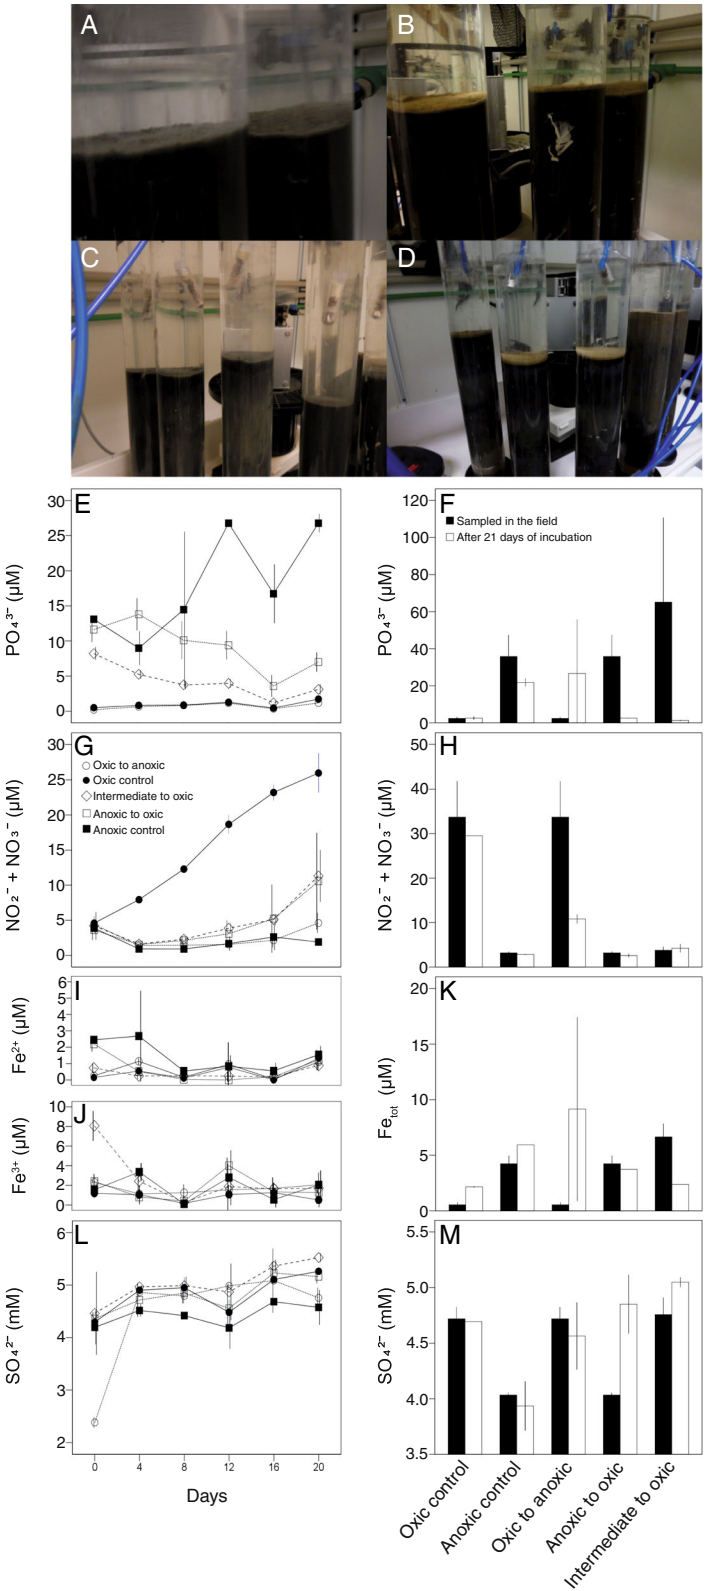 A
B
C
D
E
PO₄³⁻ (µM)
30
25
20
15
10
5
0
F
PO₄³⁻ (µM)
120
100
80
60
40
20
0
Sampled in the field
After 21 days of incubation
G
NO₂⁻ + NO₃⁻ (µM)
30
25
20
15
10
5
0
Oxic to anoxic
Oxic control
Intermediate to oxic
Anoxic to oxic
Anoxic control
H
NO₂⁻ + NO₃⁻ (µM)
50
40
30
20
10
0
I
Fe²⁺ (µM)
6
5
4
3
2
1
0
J
Fe³⁺ (µM)
10
8
6
4
2
0
K
Fetot (µM)
20
15
10
5
0
L
SO₄²⁻ (mM)
6
5
4
3
2
0
4
8
12
16
20
Days
M
SO₄²⁻ (mM)
5.5
5.0
4.5
4.0
3.5
Oxic control
Anoxic control
Oxic to anoxic
Anoxic to oxic
Intermediate to oxic